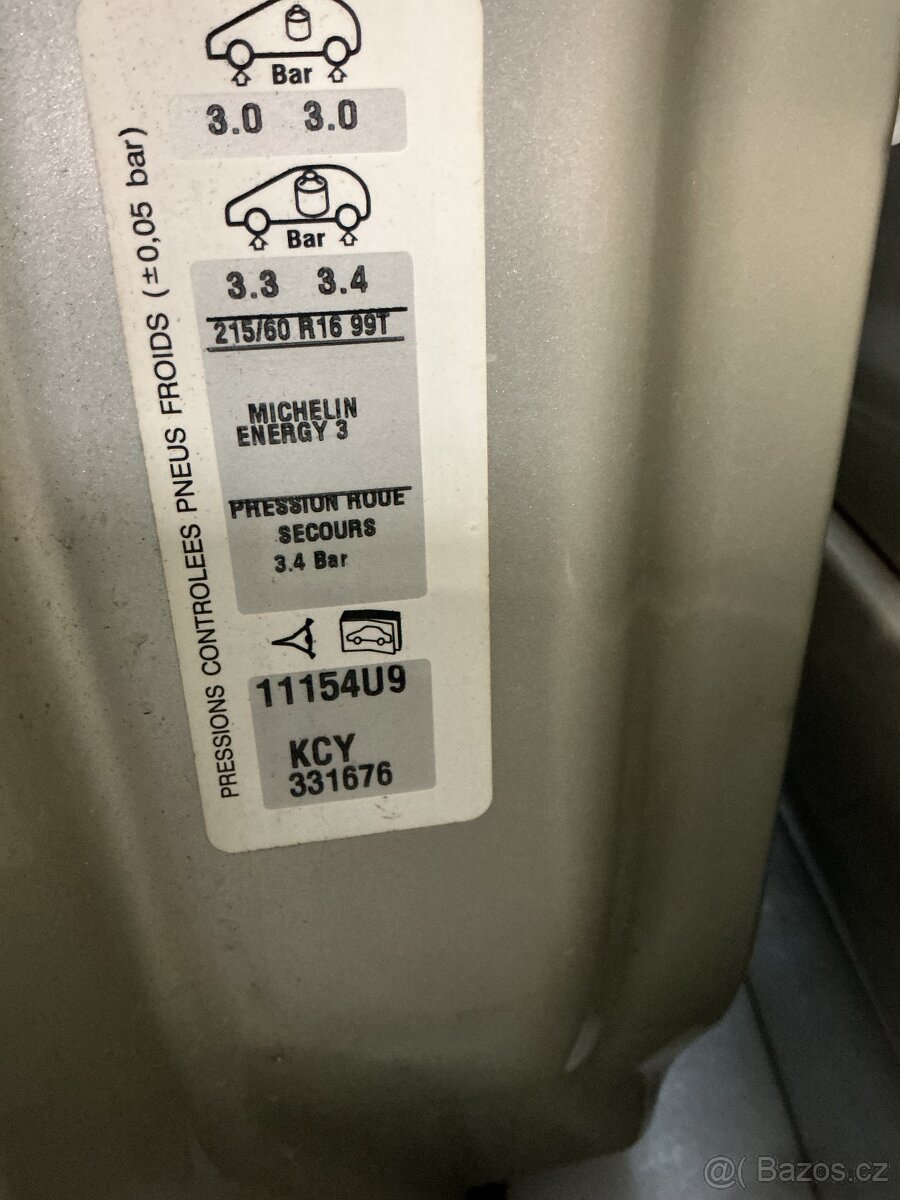 Bar
3.0 3.0
Bar
3.3 3.4
215/60 R16 99T
MICHELIN
ENERGY 3
PRESSION ROUE
SECOURS
3.4 Bar
11154U9
KCY
331676
PRESSIONS CONTROLEES PNEUS FROIDS (±0,05 bar)
@( Bazos.cz